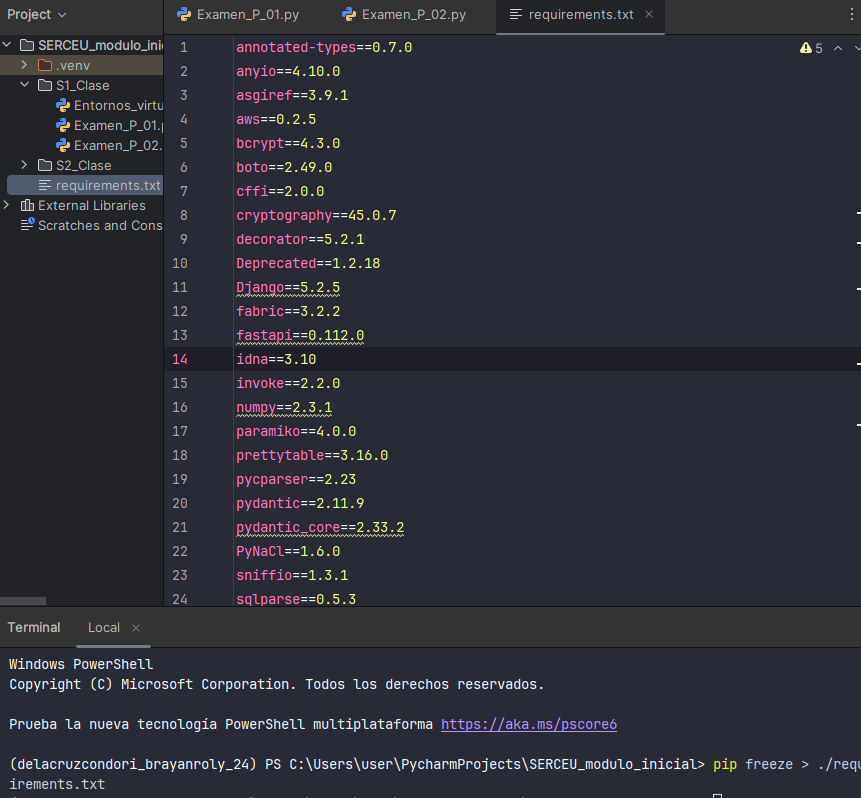 Project
Examen_P_01.py
Examen_P_02.py
requirements.txt
SERCEU_modulo_ini
.venv
S1_Clase
Entornos_virtu
Examen_P_01.
Examen_P_02.
S2_Clase
requirements.txt
External Libraries
Scratches and Cons
5
1 annotated-types==0.7.0
2 anyio==4.10.0
3 asgiref==3.9.1
4 aws==0.2.5
5 bcrypt==4.3.0
6 boto==2.49.0
7 cffi==2.0.0
8 cryptography==45.0.7
9 decorator==5.2.1
10 Deprecated==1.2.18
11 Django==5.2.5
12 fabric==3.2.2
13 fastapi==0.112.0
14 idna==3.10
15 invoke==2.2.0
16 numpy==2.3.1
17 paramiko==4.0.0
18 prettytable==3.16.0
19 pycparser==2.23
20 pydantic==2.11.9
21 pydantic_core==2.33.2
22 PyNaCl==1.6.0
23 sniffio==1.3.1
24 sqlparse==0.5.3
Terminal
Local
Windows PowerShell
Copyright (C) Microsoft Corporation. Todos los derechos reservados.
Prueba la nueva tecnología PowerShell multiplataforma https://aka.ms/pscore6
(delacruzcondori_brayanroly_24) PS C:\Users\user\PycharmProjects\SERCEU_modulo_inicial> pip freeze > ./requ
irements.txt